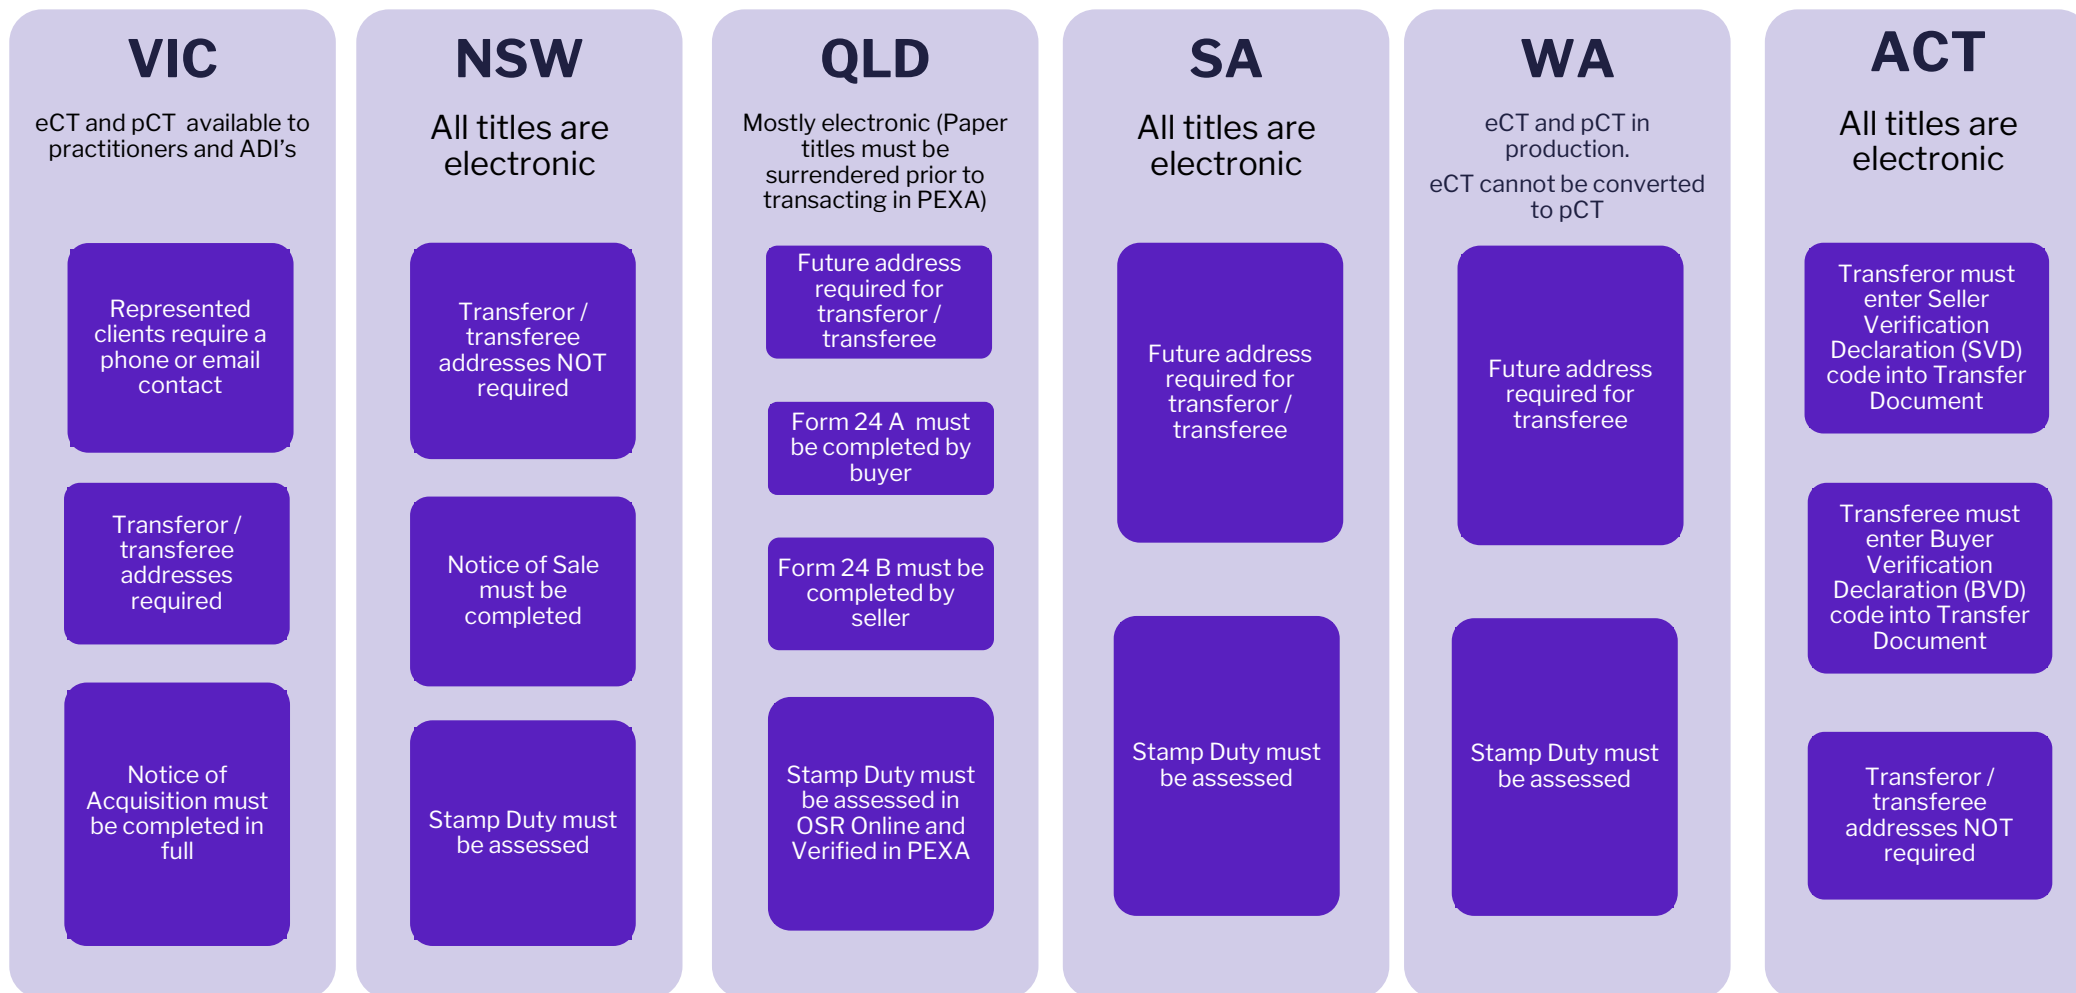 VIC
eCT and pCT  available to
practitioners and ADI’s
Represented
clients require a
phone or email
contact
Transferor /
transferee
addresses
required
Notice of
Acquisition must
be completed in
full
NSW
All titles are
electronic
Transferor /
transferee
addresses NOT
required
Notice of Sale
must be
completed
Stamp Duty must
be assessed
QLD
Mostly electronic (Paper
titles must be
surrendered prior to
transacting in PEXA)
Future address
required for
transferor /
transferee
Form 24 A  must
be completed by
buyer
Form 24 B must be
completed by
seller
Stamp Duty must
be assessed in
OSR Online and
Verified in PEXA
SA
All titles are
electronic
Future address
required for
transferor /
transferee
Stamp Duty must
be assessed
WA
eCT and pCT in
production.
eCT cannot be converted
to pCT
Future address
required for
transferee
Stamp Duty must
be assessed
ACT
All titles are
electronic
Transferor must
enter Seller
Verification
Declaration (SVD)
code into Transfer
Document
Transferee must
enter Buyer
Verification
Declaration (BVD)
code into Transfer
Document
Transferor /
transferee
addresses NOT
required